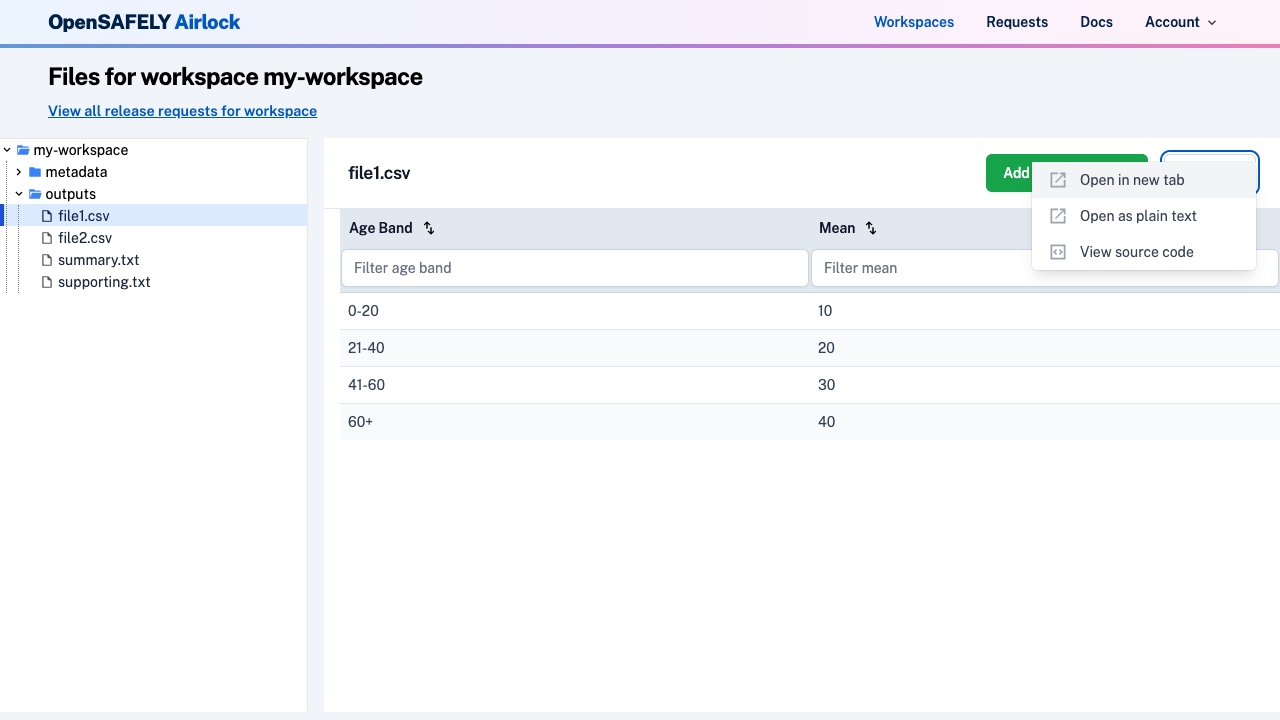 OpenSAFELY Airlock
Workspaces Requests Docs Account
Files for workspace my-workspace
View all release requests for workspace
my-workspace
metadata
outputs
file1.csv
file2.csv
summary.txt
supporting.txt
file1.csv
Add
Open in new tab
Open as plain text
View source code
Age Band Mean
Filter age band Filter mean
0-20 10
21-40 20
41-60 30
60+ 40